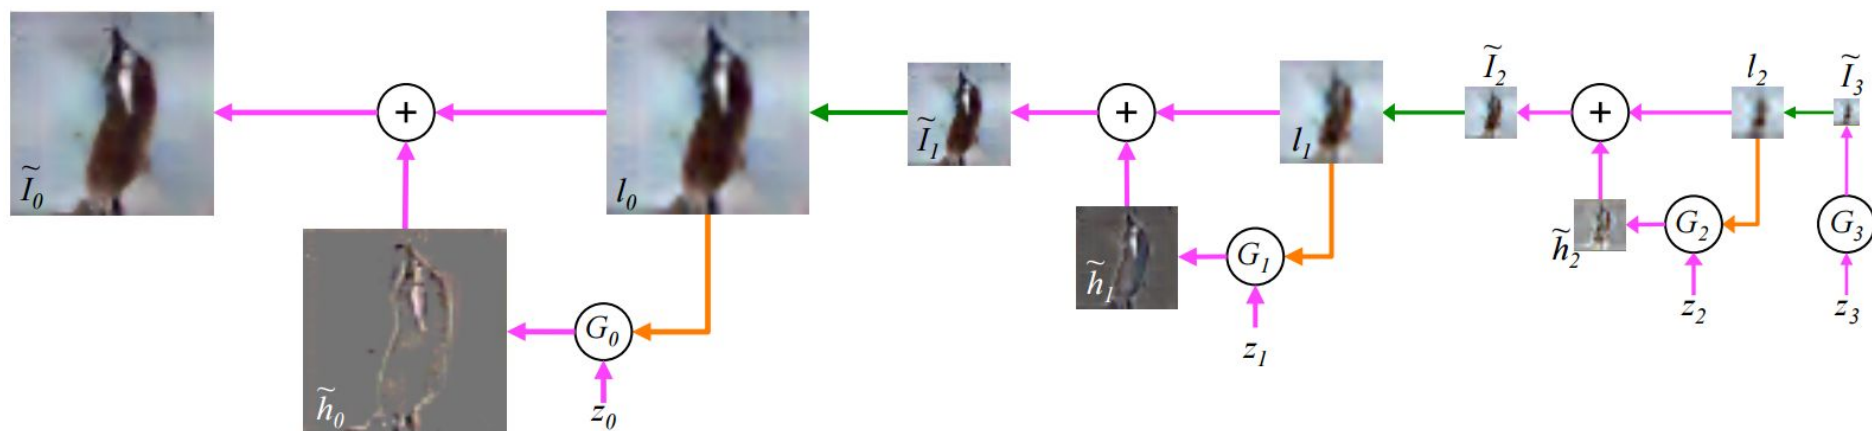 Ĩ₀
+
h̃₀
G₀
z₀
l₀
Ĩ₁
+
h̃₁
G₁
z₁
l₁
Ĩ₂
+
h̃₂
G₂
z₂
l₂
Ĩ₃
G₃
z₃